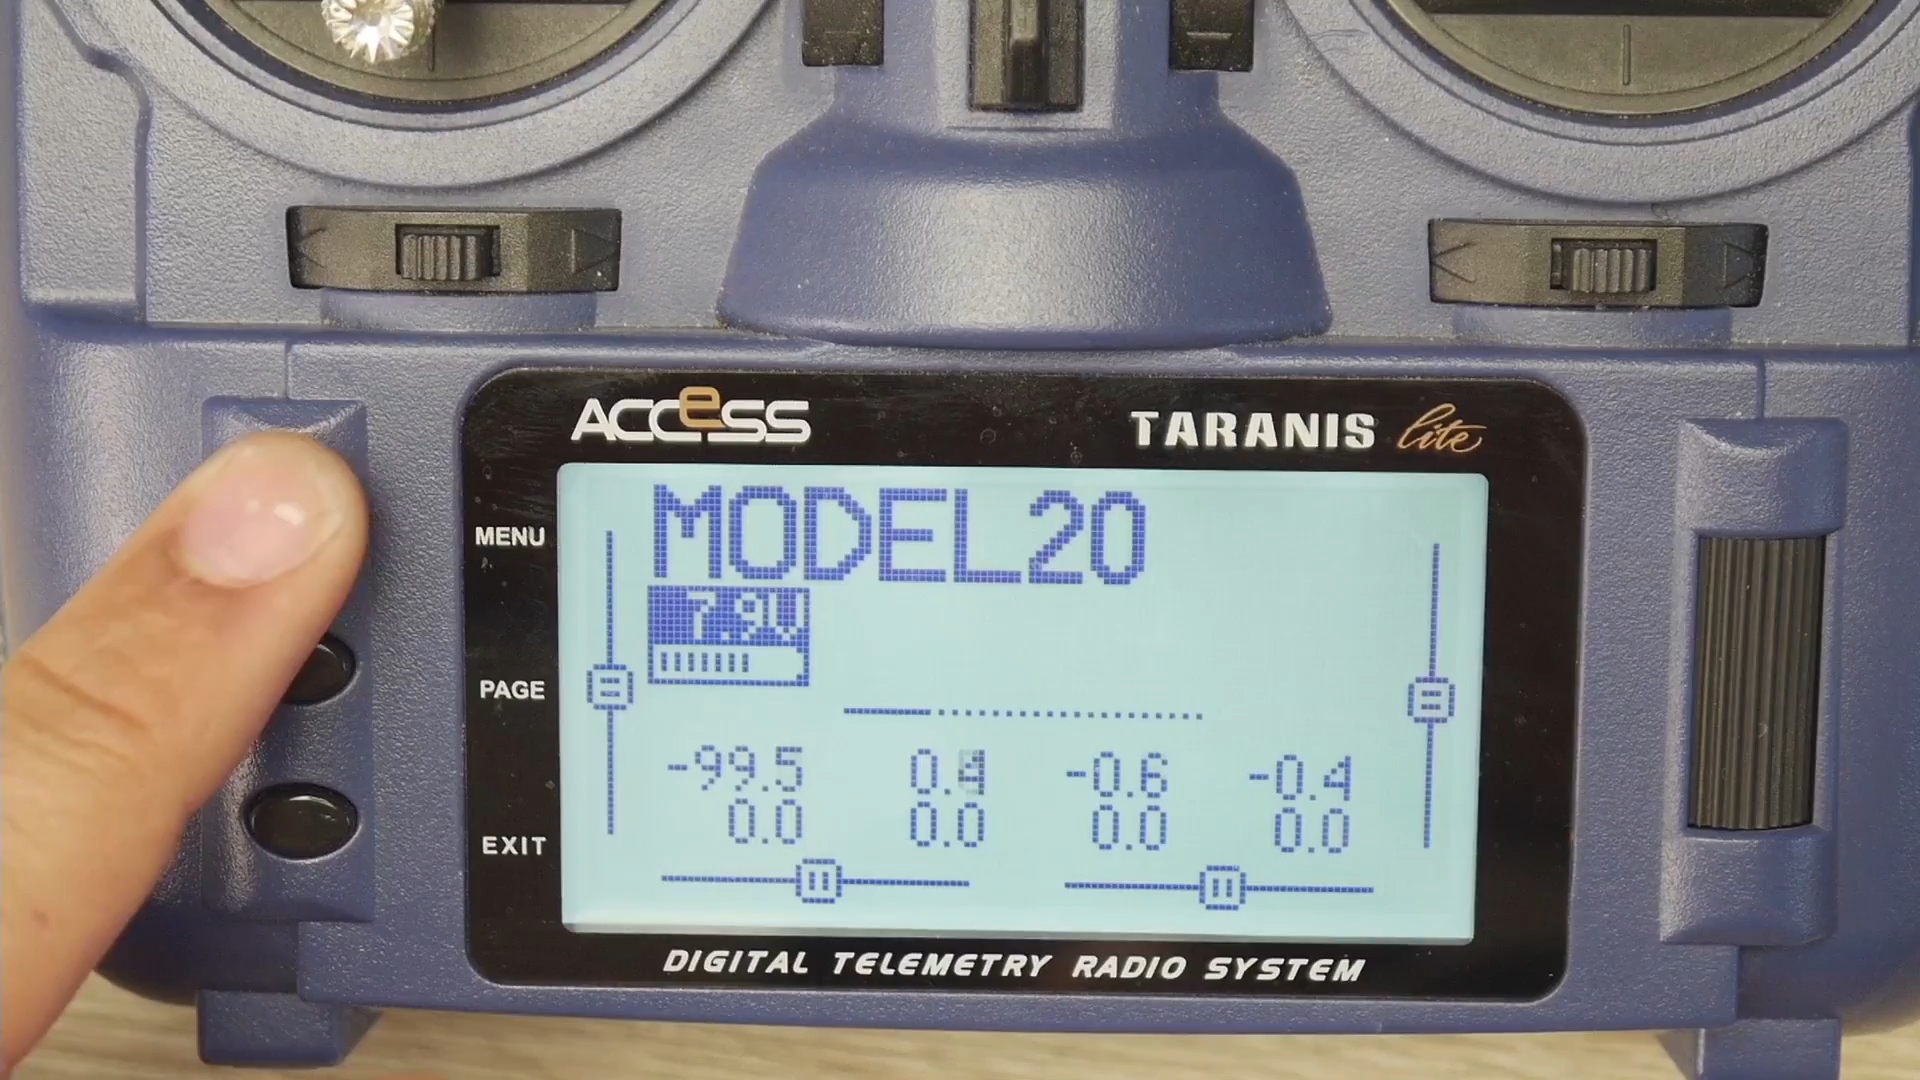 ACCeSS TARANIS lite
MODEL20
MENU
7.9V
PAGE
-99.5 0.4 -0.6 -0.4
0.0 0.0 0.0 0.0
EXIT
DIGITAL TELEMETRY RADIO SYSTEM